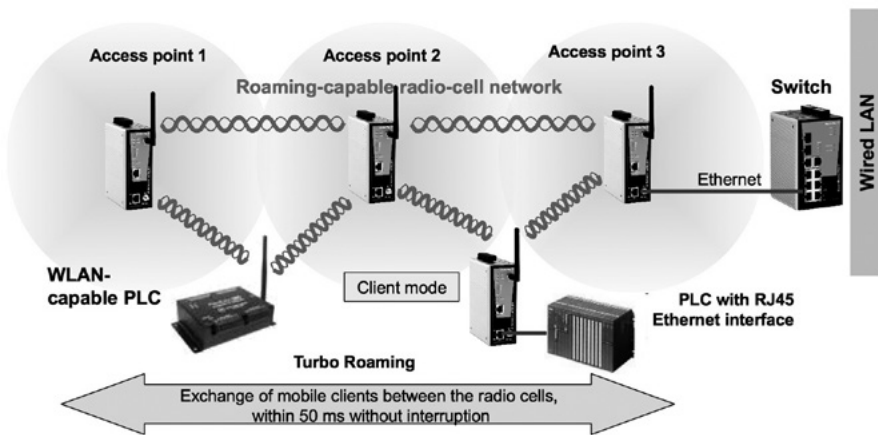 Access point 1
Access point 2
Access point 3
Roaming-capable radio-cell network
Switch
Wired LAN
Ethernet
WLAN-
capable PLC
Client mode
PLC with RJ45
Ethernet interface
Turbo Roaming
Exchange of mobile clients between the radio cells,
within 50 ms without interruption